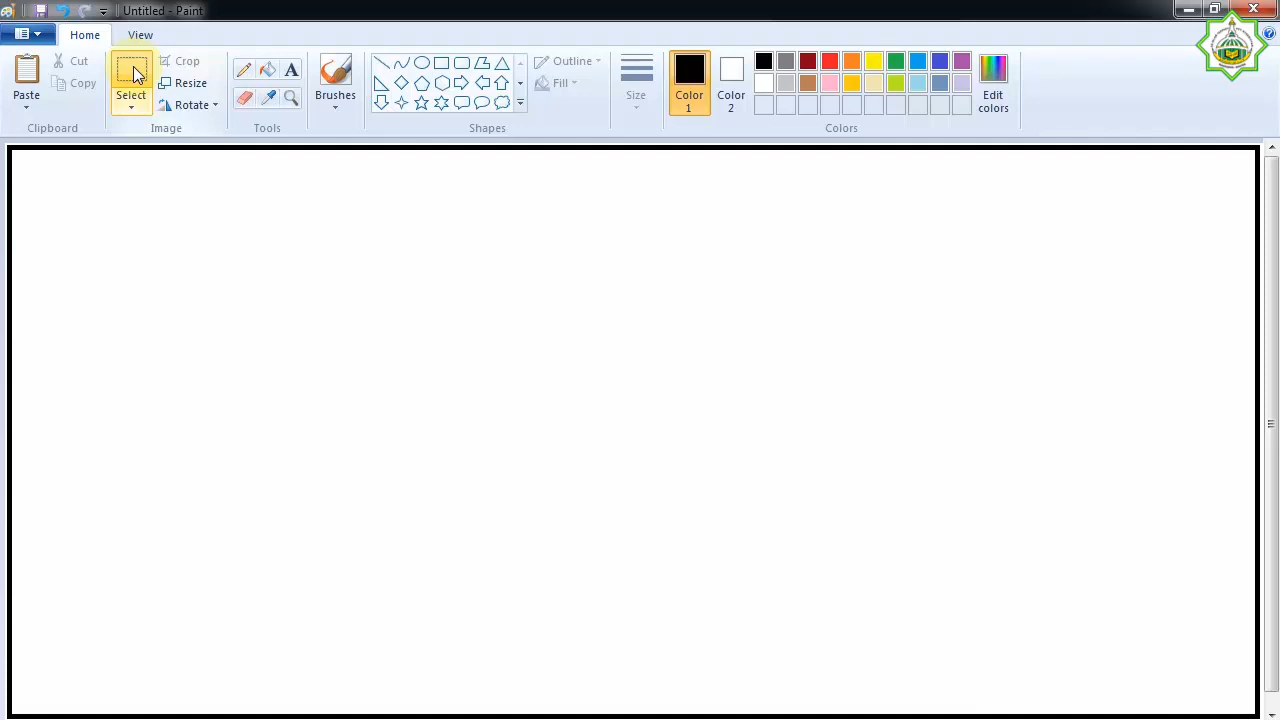 Untitled - Paint
Home
View
Paste
Cut
Copy
Clipboard
Select
Crop
Resize
Rotate
Image
A
Tools
Brushes
Shapes
Outline
Fill
Size
Color
1
Color
2
Edit
colors
Colors